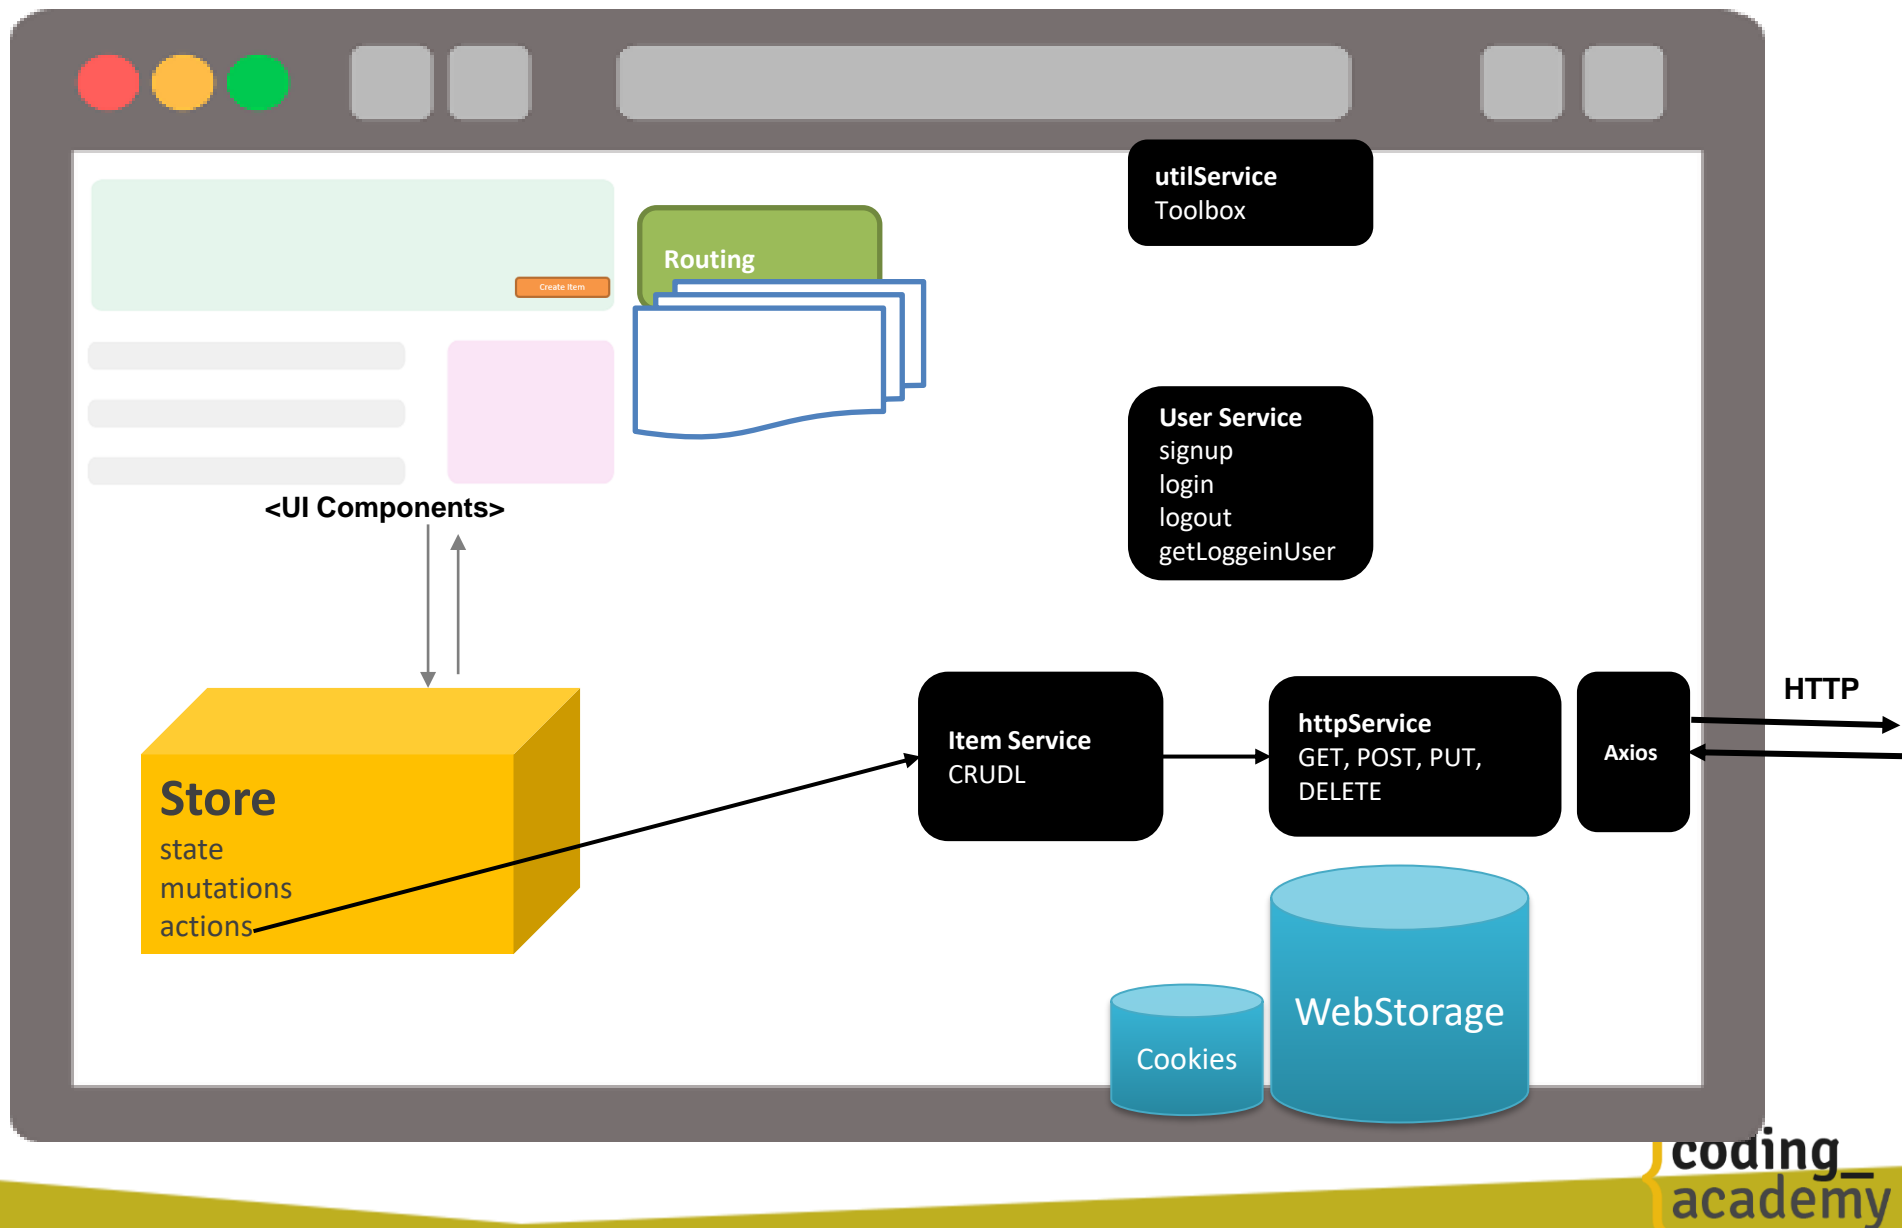 utilService
Toolbox
Routing
Create Item
User Service
signup
login
logout
getLoggeinUser
<UI Components>
HTTP
Store
state
mutations
actions
Item Service
CRUDL
httpService
GET, POST, PUT,
DELETE
Axios
WebStorage
Cookies
coding_
academy